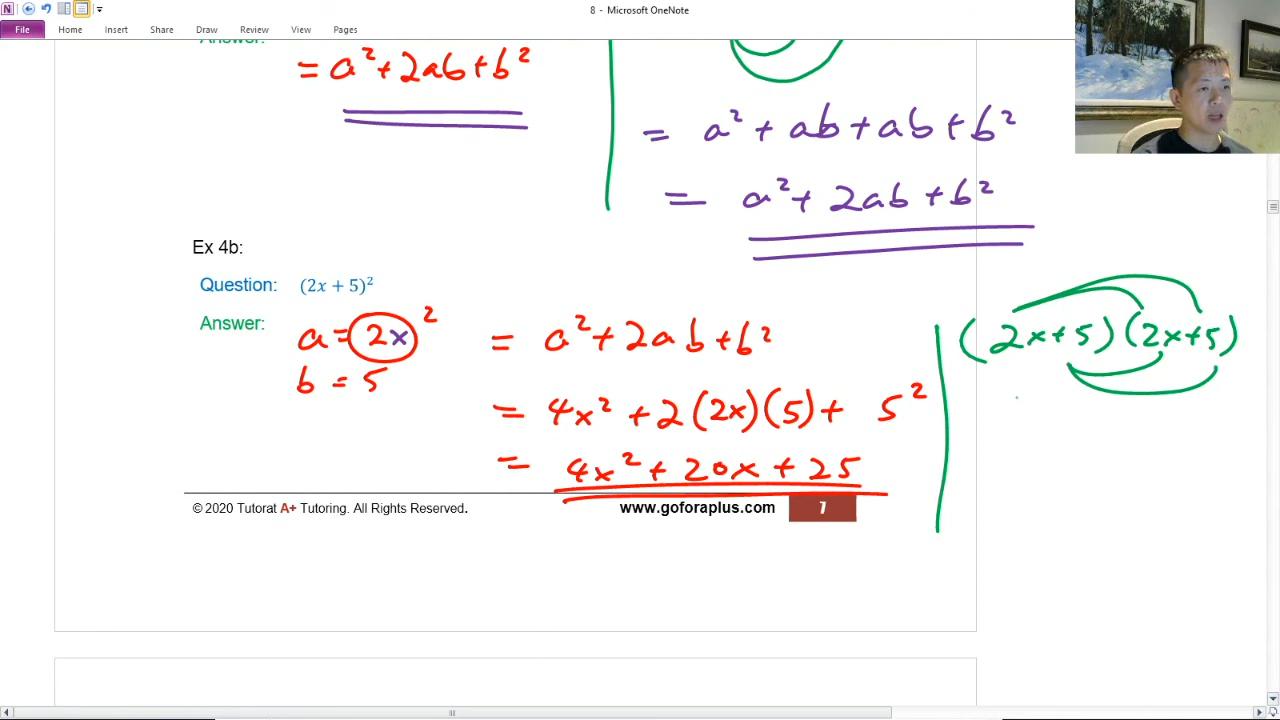 8 - Microsoft OneNote
File Home Insert Share Draw Review View Pages
Answer:
= a² + 2ab + b²
= a² + ab + ab + b²
= a² + 2ab + b²
Ex 4b:
Question: (2x + 5)²
Answer:
a = 2x ²
b = 5
= a² + 2ab + b²
= 4x² + 2(2x)(5) + 5²
= 4x² + 20x + 25
(2x+5)(2x+5)
© 2020 Tutorat A+ Tutoring. All Rights Reserved.
www.goforaplus.com
7